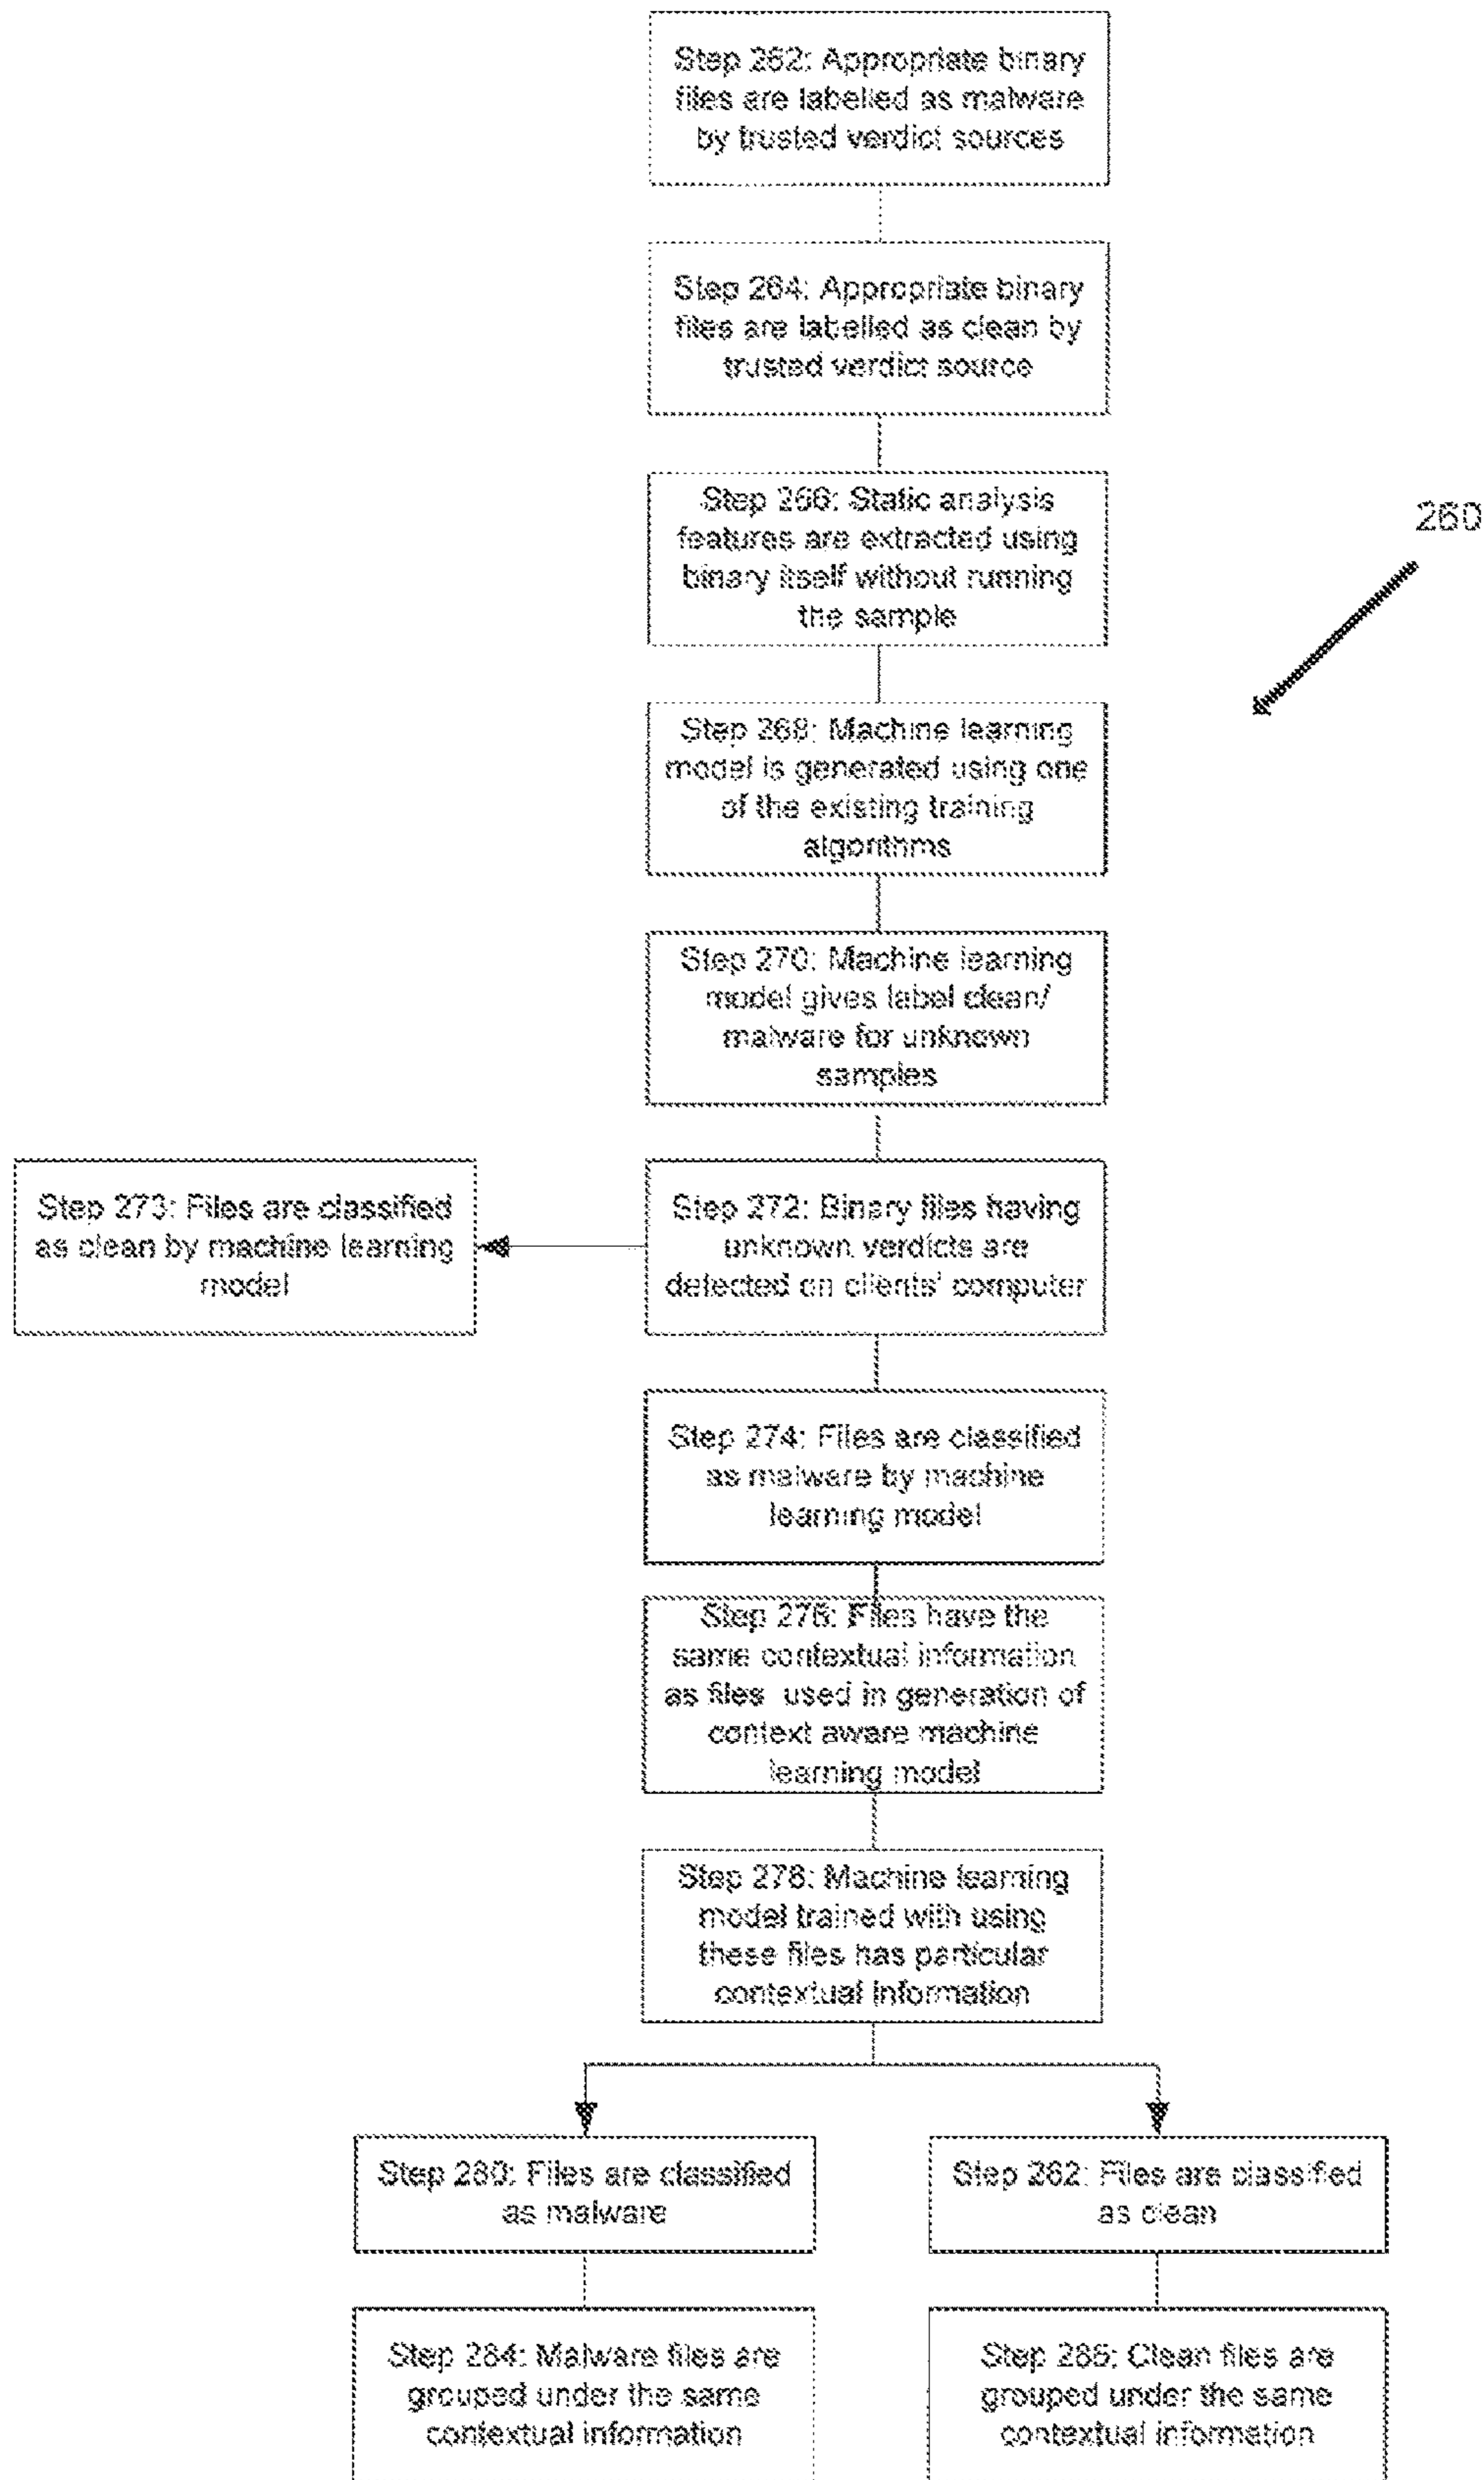 Step 262: Appropriate binary
files are labelled as malware
by trusted verdict sources
Step 264: Appropriate binary
files are labelled as clean by
trusted verdict source
Step 266: Static analysis
features are extracted using
binary itself without running
the sample
260
Step 268: Machine learning
model is generated using one
of the existing training
algorithms
Step 270: Machine learning
model gives label clean/
malware for unknown
samples
Step 273: Files are classified
as clean by machine learning
model
Step 272: Binary files having
unknown verdicts are
detected on clients' computer
Step 274: Files are classified
as malware by machine
learning model
Step 276: Files have the
same contextual information
as files used in generation of
context aware machine
learning model
Step 278: Machine learning
model trained with using
these files has particular
contextual information
Step 280: Files are classified
as malware
Step 282: Files are classified
as clean
Step 284: Malware files are
grouped under the same
contextual information
Step 286: Clean files are
grouped under the same
contextual information